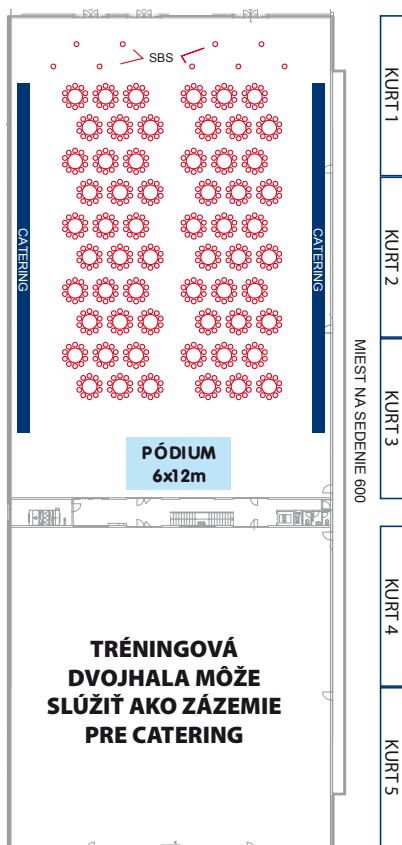 SBS
KURT 1
KURT 2
KURT 3
KURT 4
KURT 5
CATERING
CATERING
MIEST NA SEDENIE 600
PÓDIUM
6x12m
TRÉNINGOVÁ
DVOJHALA MÔŽE
SLÚŽIŤ AKO ZÁZEMIE
PRE CATERING